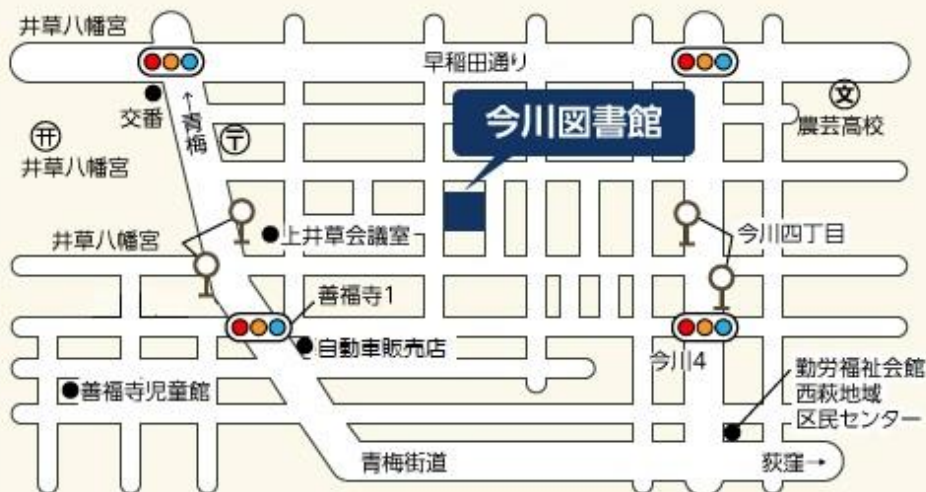 井草八幡宮
早稲田通り
交番
←青梅
〒
今川図書館
文
農芸高校
井草八幡宮
井草八幡宮
上井草会議室
今川四丁目
善福寺1
自動車販売店
今川4
善福寺児童館
勤労福祉会館
西荻地域
区民センター
青梅街道
荻窪→